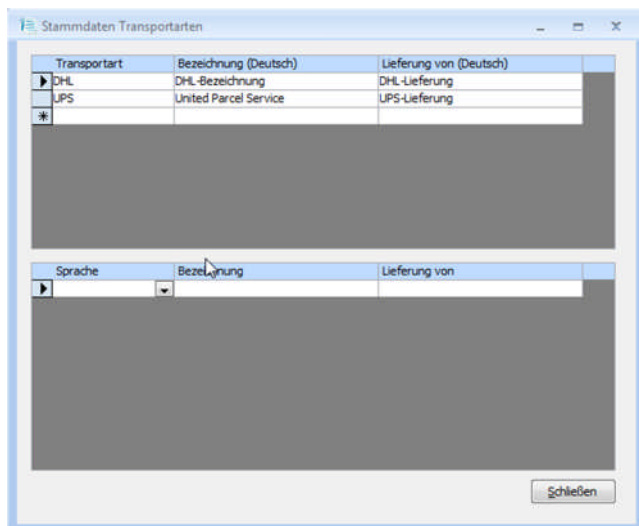 Stammdaten Transportarten
Transportart Bezeichnung (Deutsch) Lieferung von (Deutsch)
DHL DHL-Bezeichnung DHL-Lieferung
UPS United Parcel Service UPS-Lieferung
Sprache Bezeichnung Lieferung von
Schließen